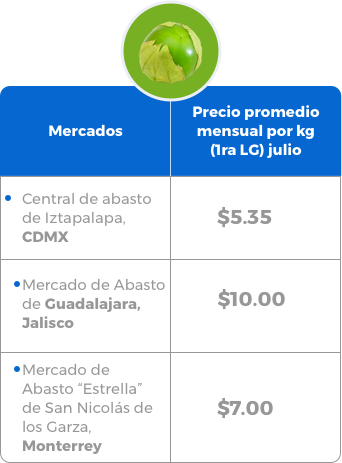 Mercados
Precio promedio
mensual por kg
(1ra LG) julio
Central de abasto
de Iztapalapa,
CDMX
$5.35
Mercado de Abasto
de Guadalajara,
Jalisco
$10.00
Mercado de
Abasto “Estrella”
de San Nicolás de
los Garza,
Monterrey
$7.00